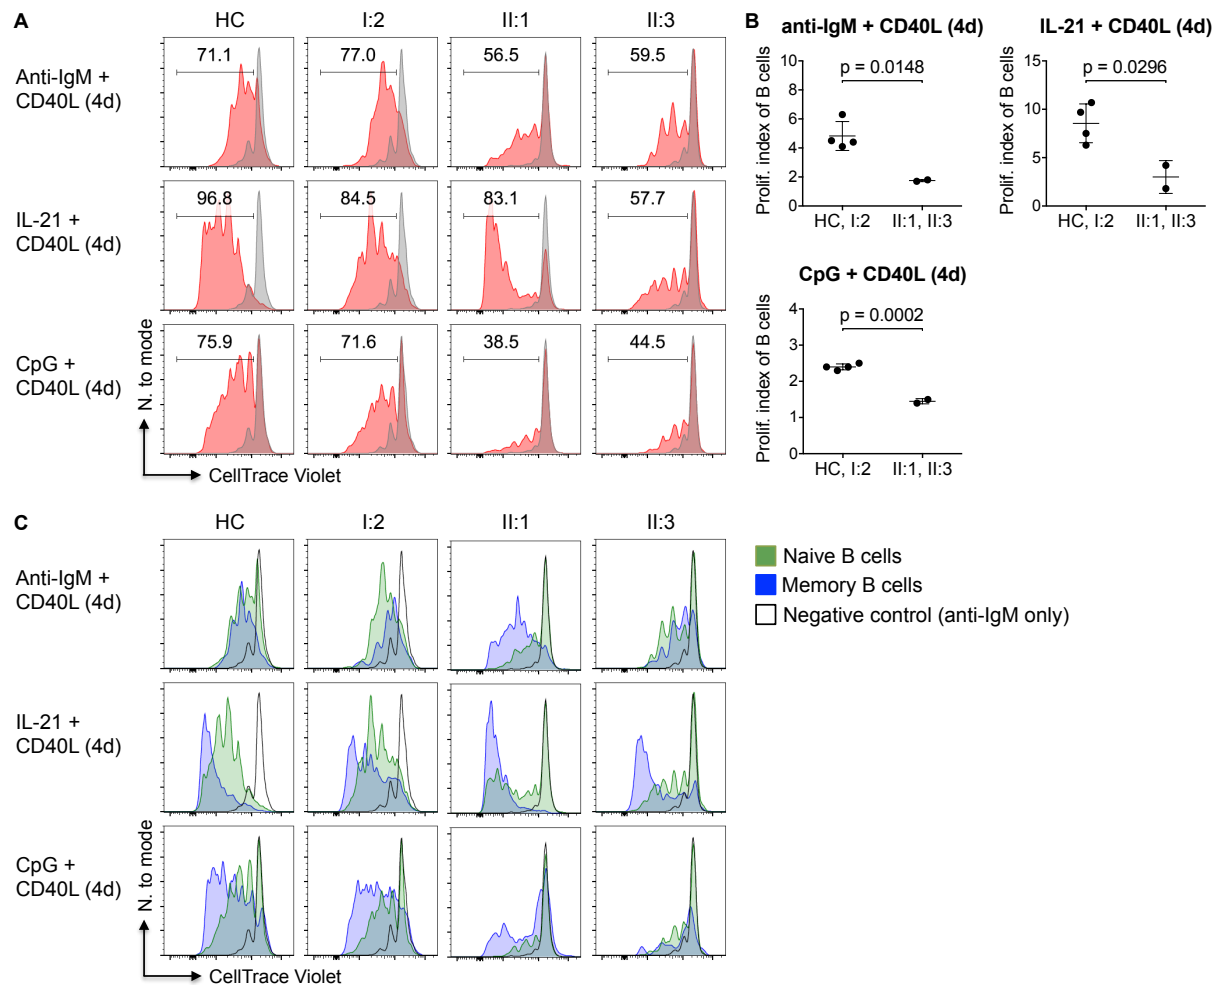 A
HC
I:2
II:1
II:3
Anti-IgM +
CD40L (4d)
71.1
77.0
56.5
59.5
IL-21 +
CD40L (4d)
96.8
84.5
83.1
57.7
CpG +
CD40L (4d)
75.9
71.6
38.5
44.5
N. to mode
CellTrace Violet
B
anti-IgM + CD40L (4d)
Prolif. index of B cells
10
8
6
4
2
0
p = 0.0148
HC, I:2
II:1, II:3
IL-21 + CD40L (4d)
Prolif. index of B cells
15
10
5
0
p = 0.0296
HC, I:2
II:1, II:3
CpG + CD40L (4d)
Prolif. index of B cells
4
3
2
1
0
p = 0.0002
HC, I:2
II:1, II:3
C
HC
I:2
II:1
II:3
Anti-IgM +
CD40L (4d)
IL-21 +
CD40L (4d)
CpG +
CD40L (4d)
N. to mode
CellTrace Violet
Naive B cells
Memory B cells
Negative control (anti-IgM only)